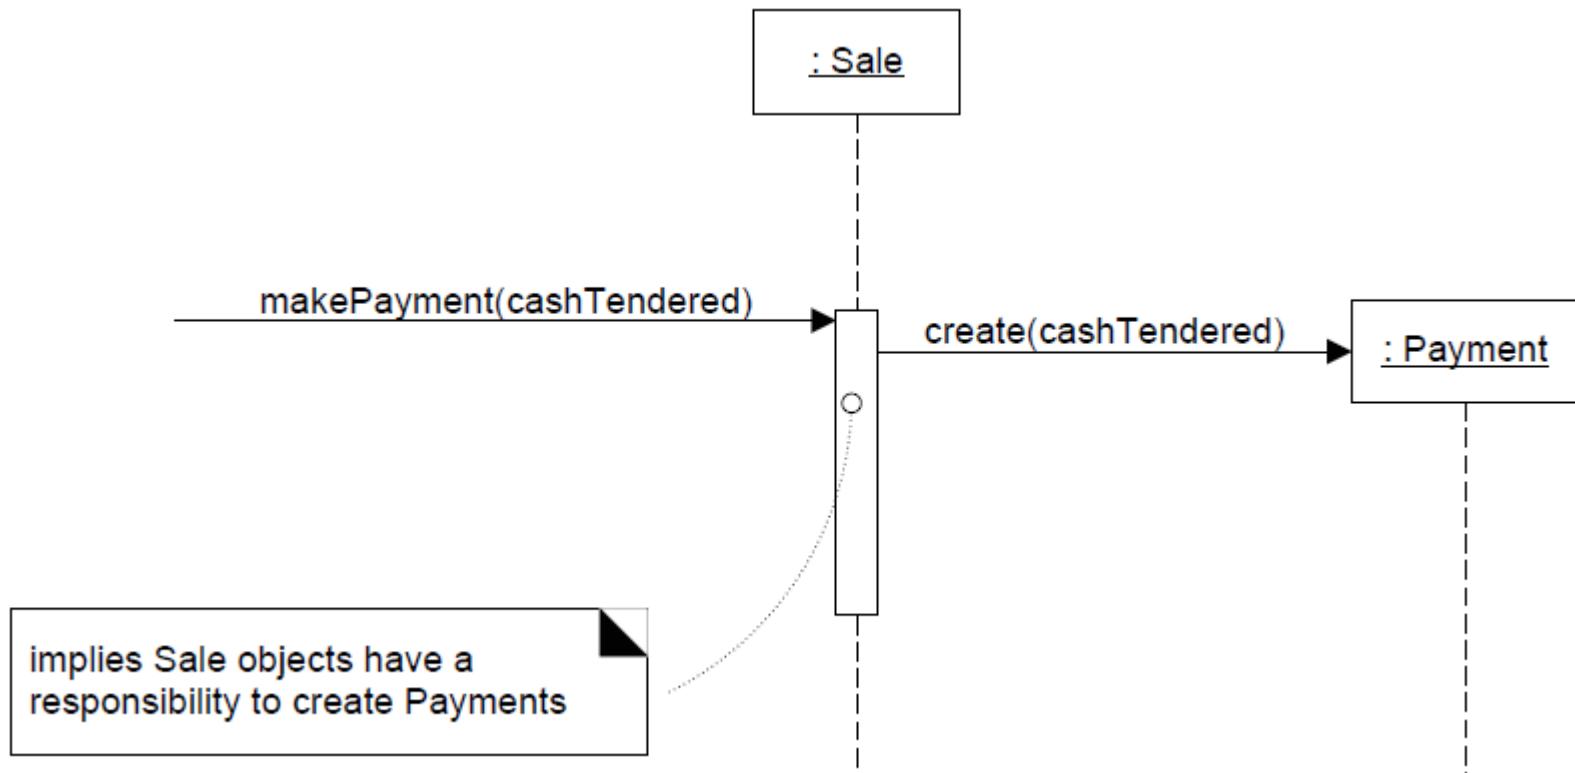 : Sale
makePayment(cashTendered)
create(cashTendered)
: Payment
implies Sale objects have a
responsibility to create Payments